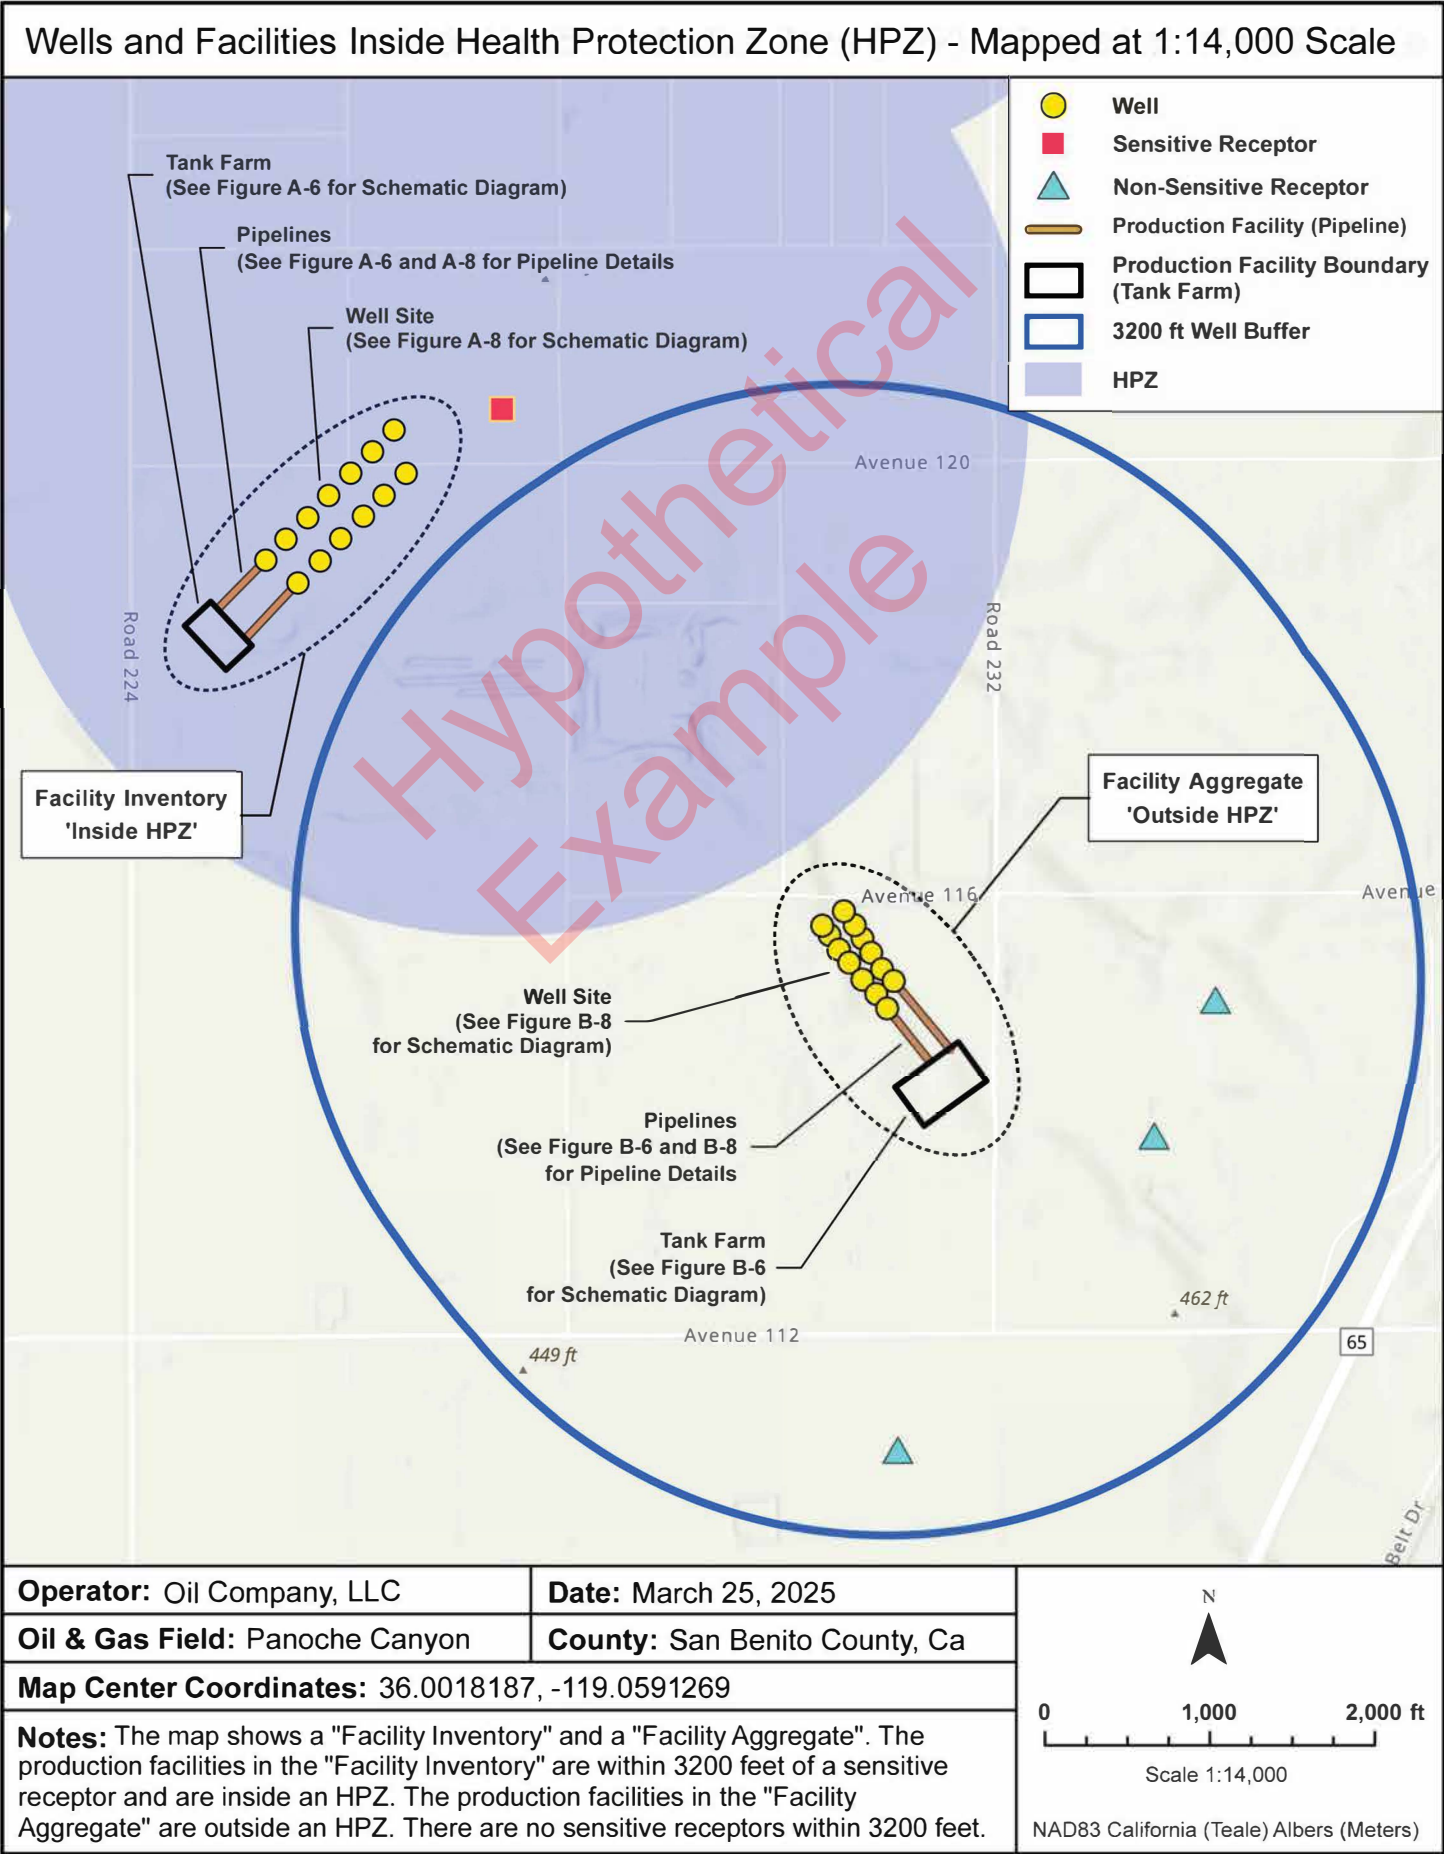 Wells and Facilities Inside Health Protection Zone (HPZ) - Mapped at 1:14,000 Scale
Well
Sensitive Receptor
Non-Sensitive Receptor
Production Facility (Pipeline)
Production Facility Boundary
(Tank Farm)
3200 ft Well Buffer
HPZ
Tank Farm
(See Figure A-6 for Schematic Diagram)
Pipelines
(See Figure A-6 and A-8 for Pipeline Details
Well Site
(See Figure A-8 for Schematic Diagram)
Avenue 120
Road 224
Road 232
Hypothetical
Example
Facility Inventory
'Inside HPZ'
Facility Aggregate
'Outside HPZ'
Avenue 116
Avenue
Well Site
(See Figure B-8
for Schematic Diagram)
Pipelines
(See Figure B-6 and B-8
for Pipeline Details
Tank Farm
(See Figure B-6
for Schematic Diagram)
462 ft
Avenue 112
449 ft
65
Belt Dr
Operator: Oil Company, LLC
Date: March 25, 2025
Oil & Gas Field: Panoche Canyon
County: San Benito County, Ca
Map Center Coordinates: 36.0018187, -119.0591269
Notes: The map shows a "Facility Inventory" and a "Facility Aggregate". The
production facilities in the "Facility Inventory" are within 3200 feet of a sensitive
receptor and are inside an HPZ. The production facilities in the "Facility
Aggregate" are outside an HPZ. There are no sensitive receptors within 3200 feet.
N
0 1,000 2,000 ft
Scale 1:14,000
NAD83 California (Teale) Albers (Meters)